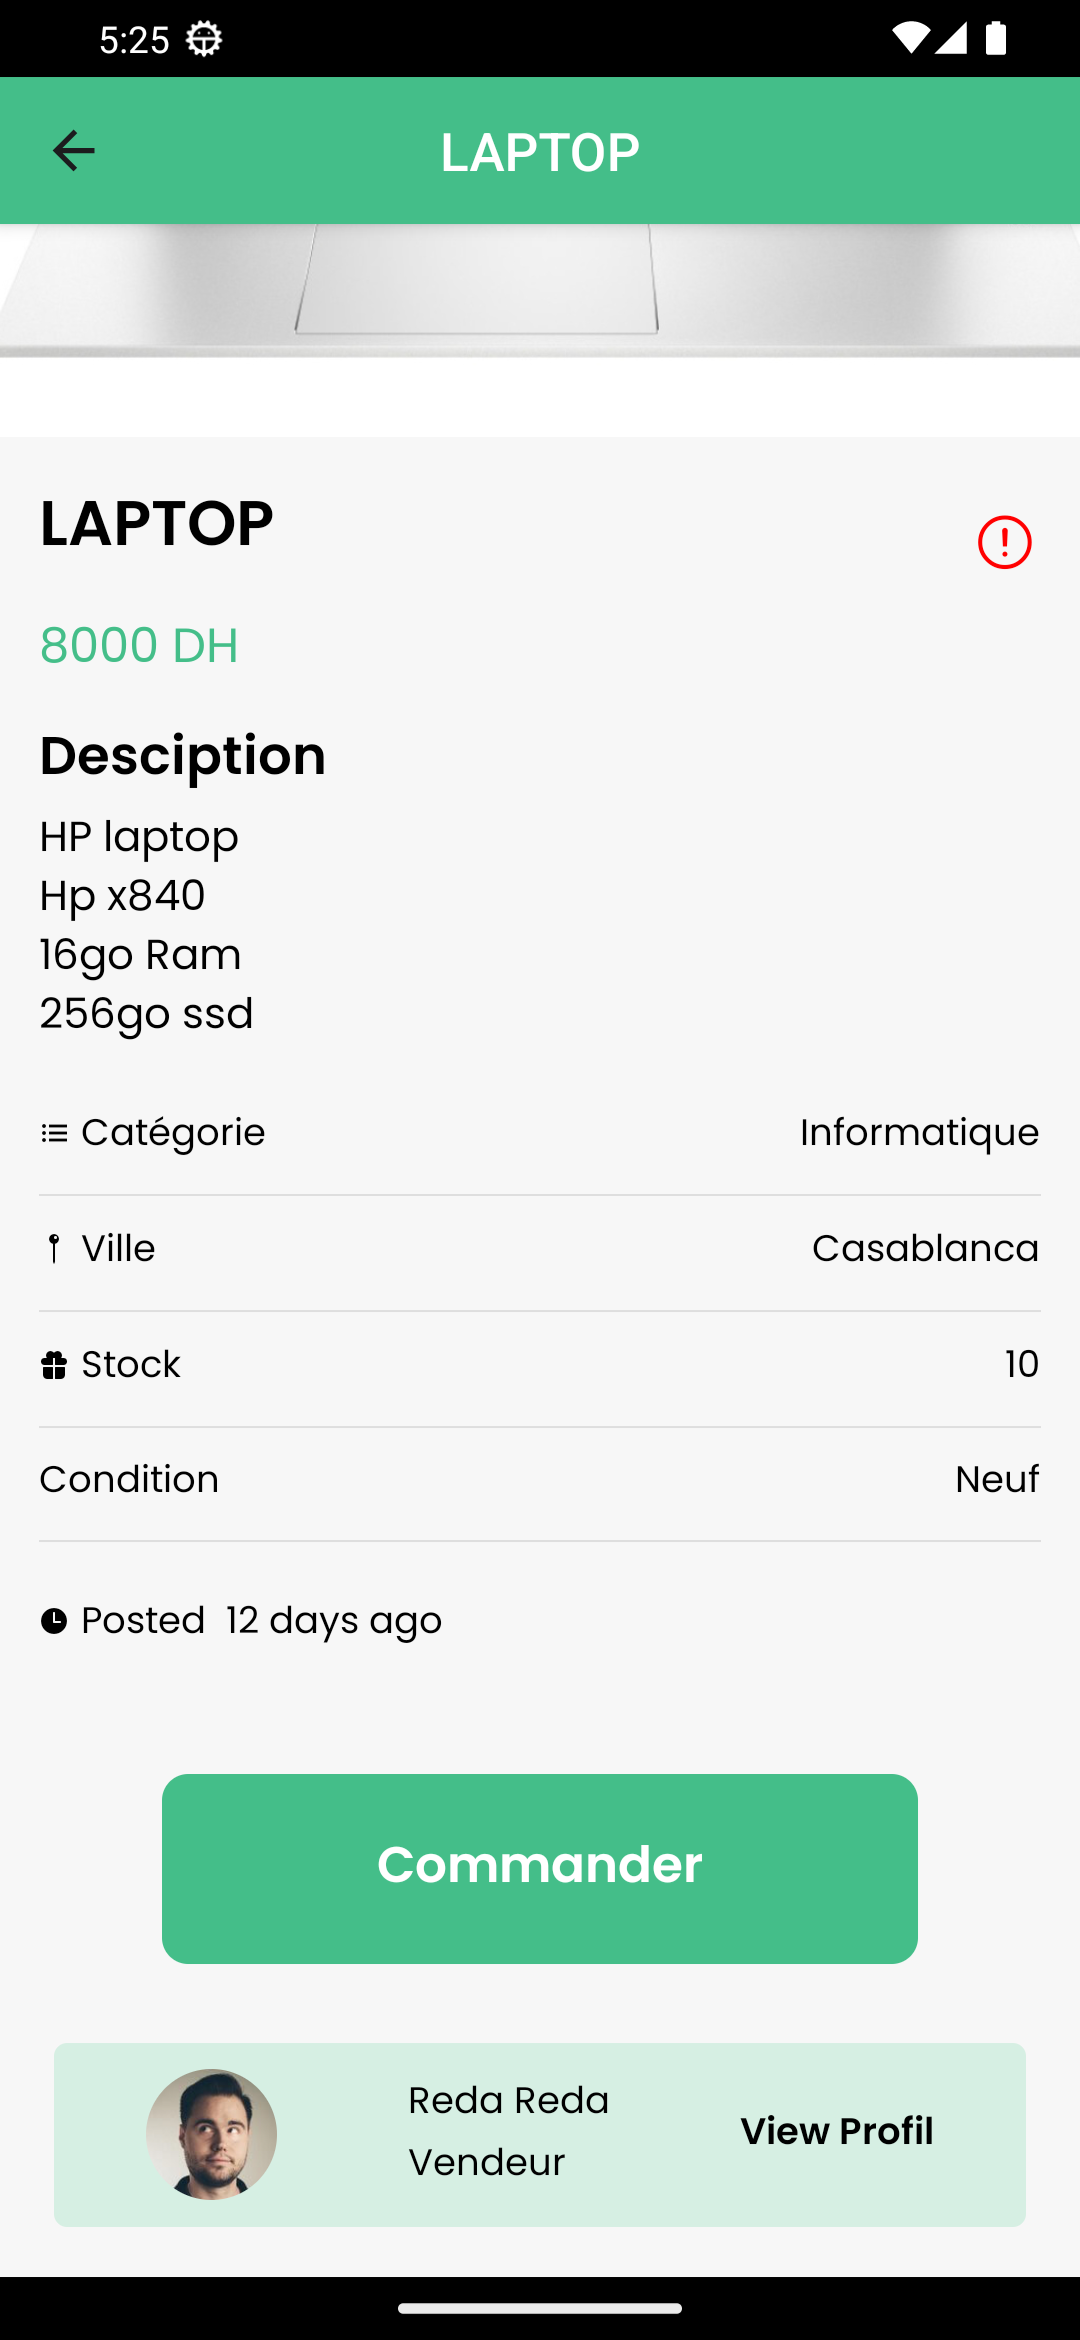 5:25
LAPTOP
LAPTOP
8000 DH
Desciption
HP laptop
Hp x840
16go Ram
256go ssd
Catégorie Informatique
Ville Casablanca
Stock 10
Condition Neuf
Posted 12 days ago
Commander
Reda Reda
Vendeur
View Profil